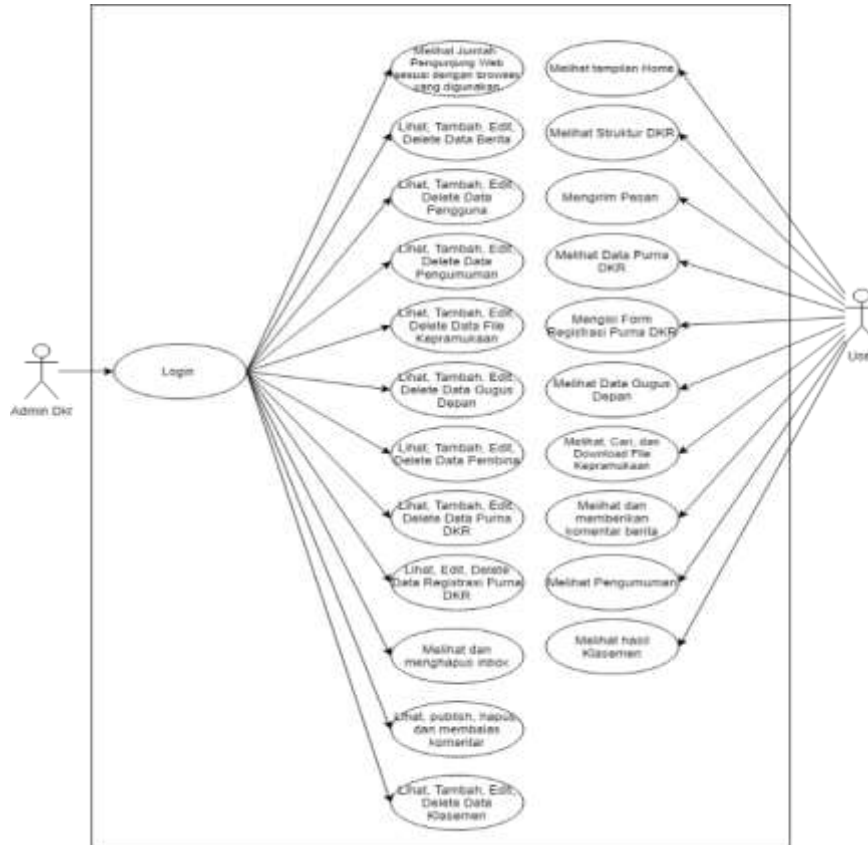 Melihat Jumlah
Pengunjung Web
sesuai dengan browser
yang digunakan
Lihat, Tambah, Edit,
Delete Data Berita
Lihat, Tambah, Edit,
Delete Data
Pengguna
Lihat, Tambah, Edit,
Delete Data
Pengumuman
Lihat, Tambah, Edit,
Delete Data File
Kepramukaan
Lihat, Tambah, Edit,
Delete Data Gugus
Depan
Lihat, Tambah, Edit,
Delete Data Pembina
Lihat, Tambah, Edit,
Delete Data Purna
DKR
Lihat, Edit, Delete
Data Registrasi Purna
DKR
Melihat dan
menghapus inbox
Lihat, publish, hapus
dan membalas
komentar
Lihat, Tambah, Edit,
Delete Data
Klasemen
Melihat tampilan Home
Melihat Struktur DKR
Mengirim Pesan
Melihat Data Purna
DKR
Mengisi Form
Registrasi Purna DKR
Melihat Data Gugus
Depan
Melihat, Cari, dan
Download File
Kepramukaan
Melihat dan
memberikan
komentar berita
Melihat Pengumuman
Melihat hasil
Klasemen
Login
Admin Dkr